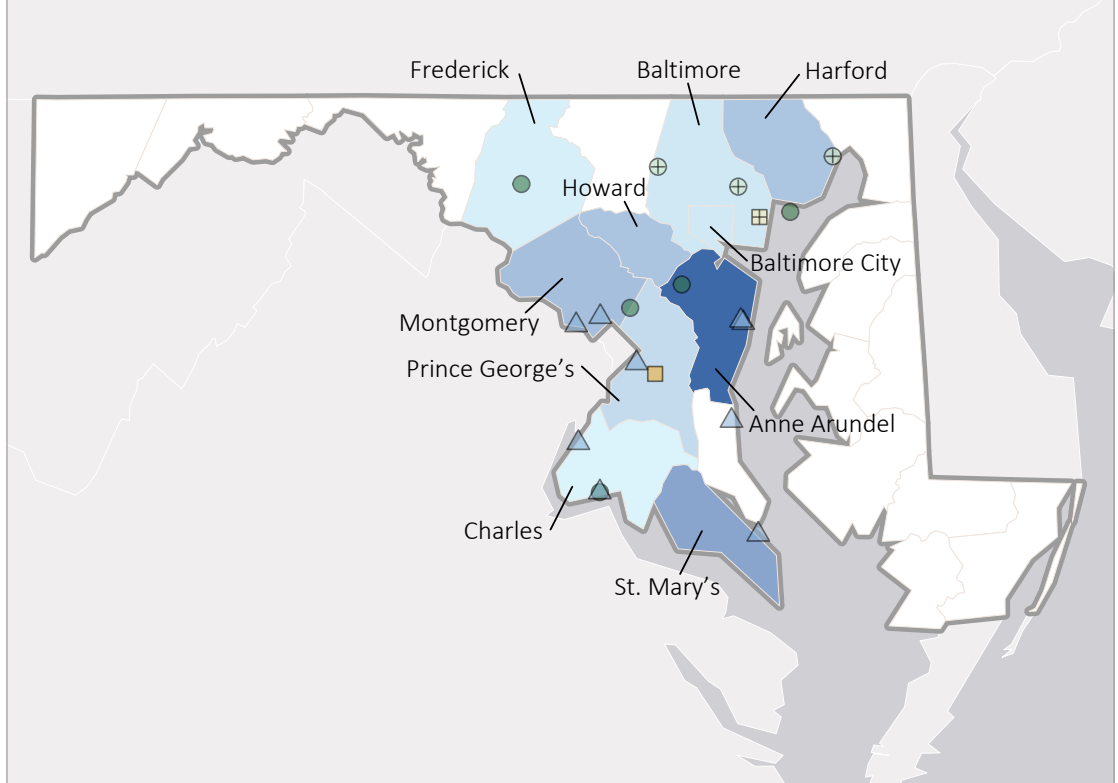 Frederick
Baltimore
Harford
Howard
Baltimore City
Montgomery
Prince George’s
Anne Arundel
Charles
St. Mary’s